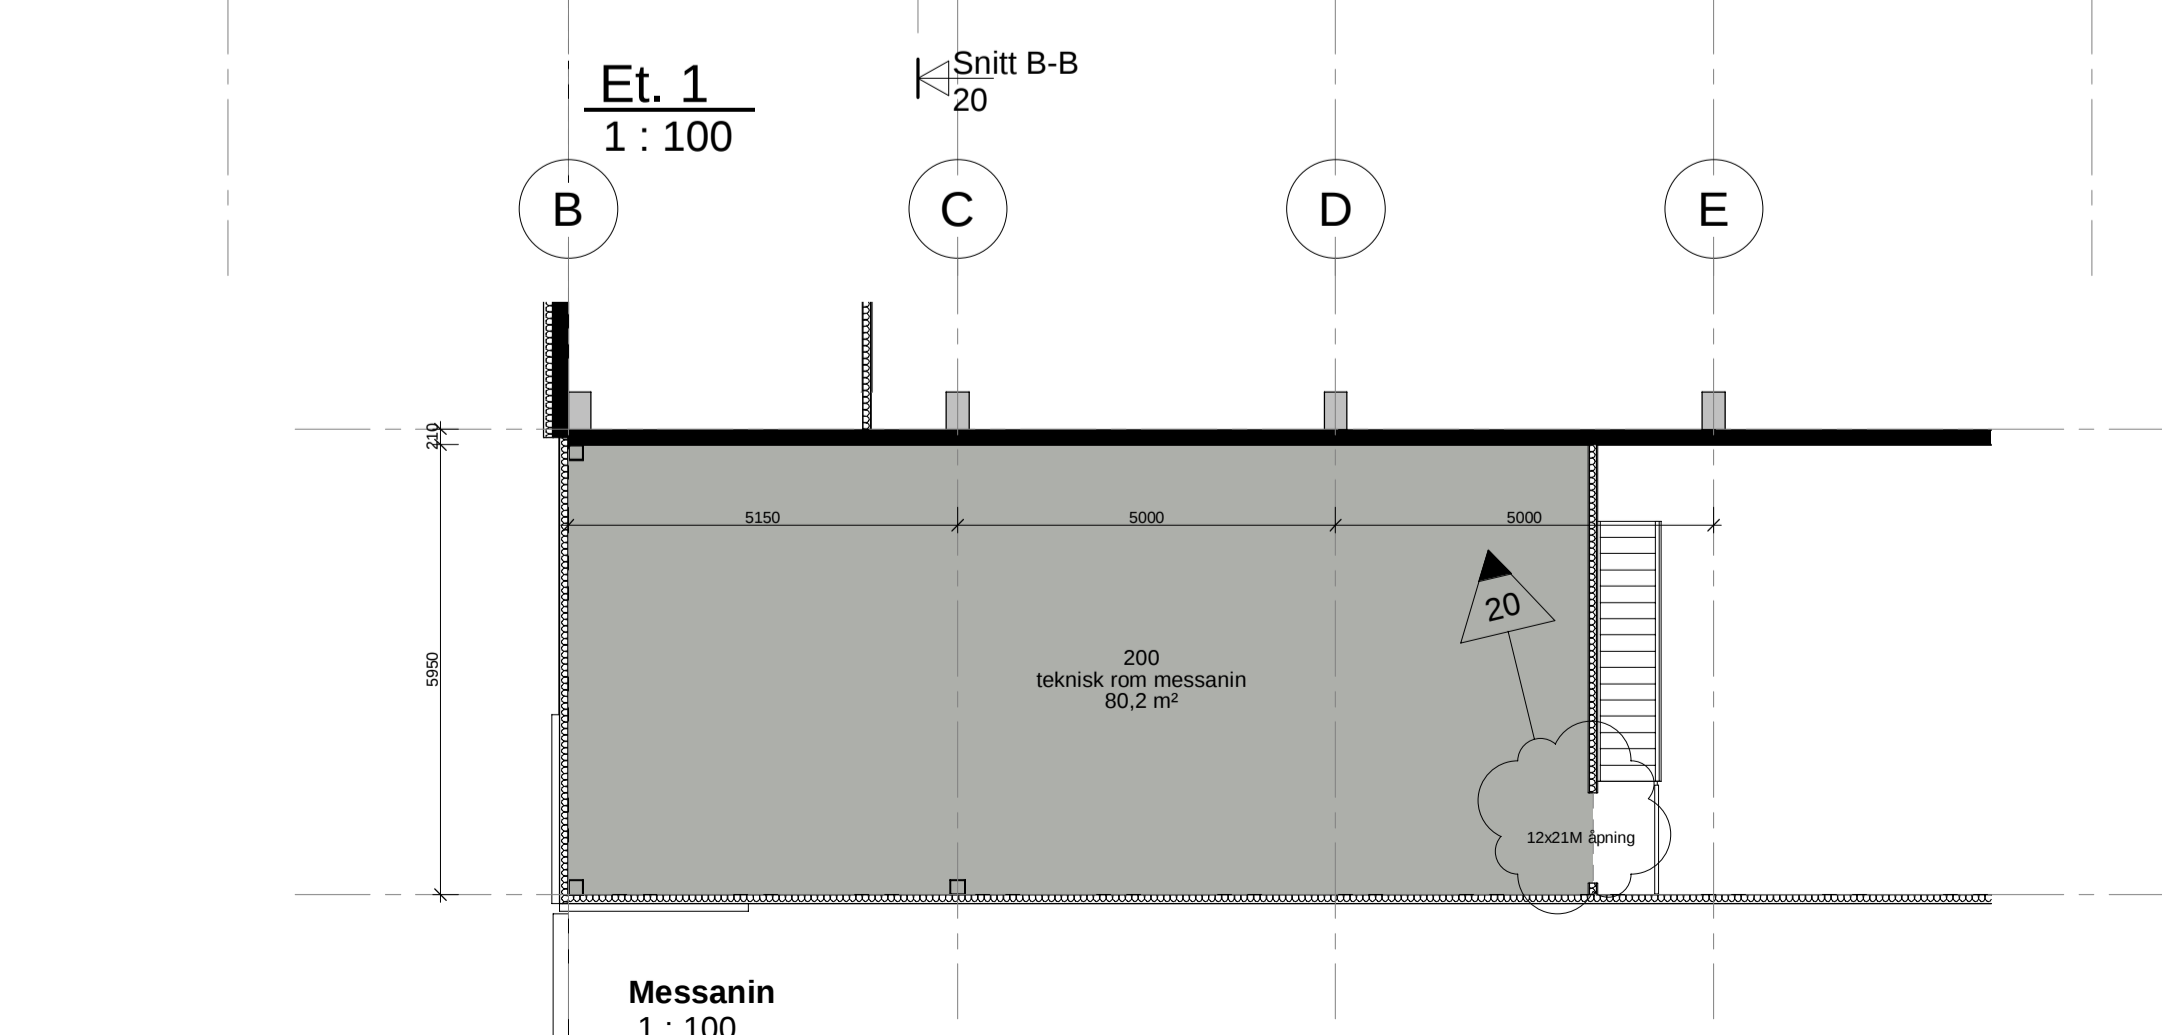 Et. 1
1 : 100
Snitt B-B
20
B
C
D
E
210
5150
5000
5000
20
5950
200
teknisk rom messanin
80,2 m²
12x21M åpning
Messanin
1 : 100